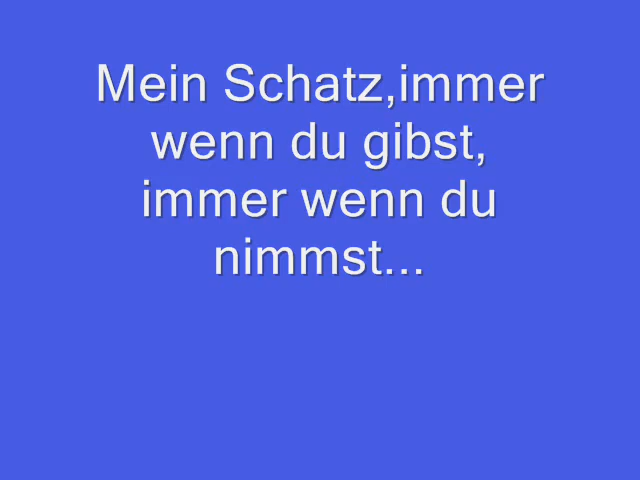 Mein Schatz,immer
wenn du gibst,
immer wenn du
nimmst...